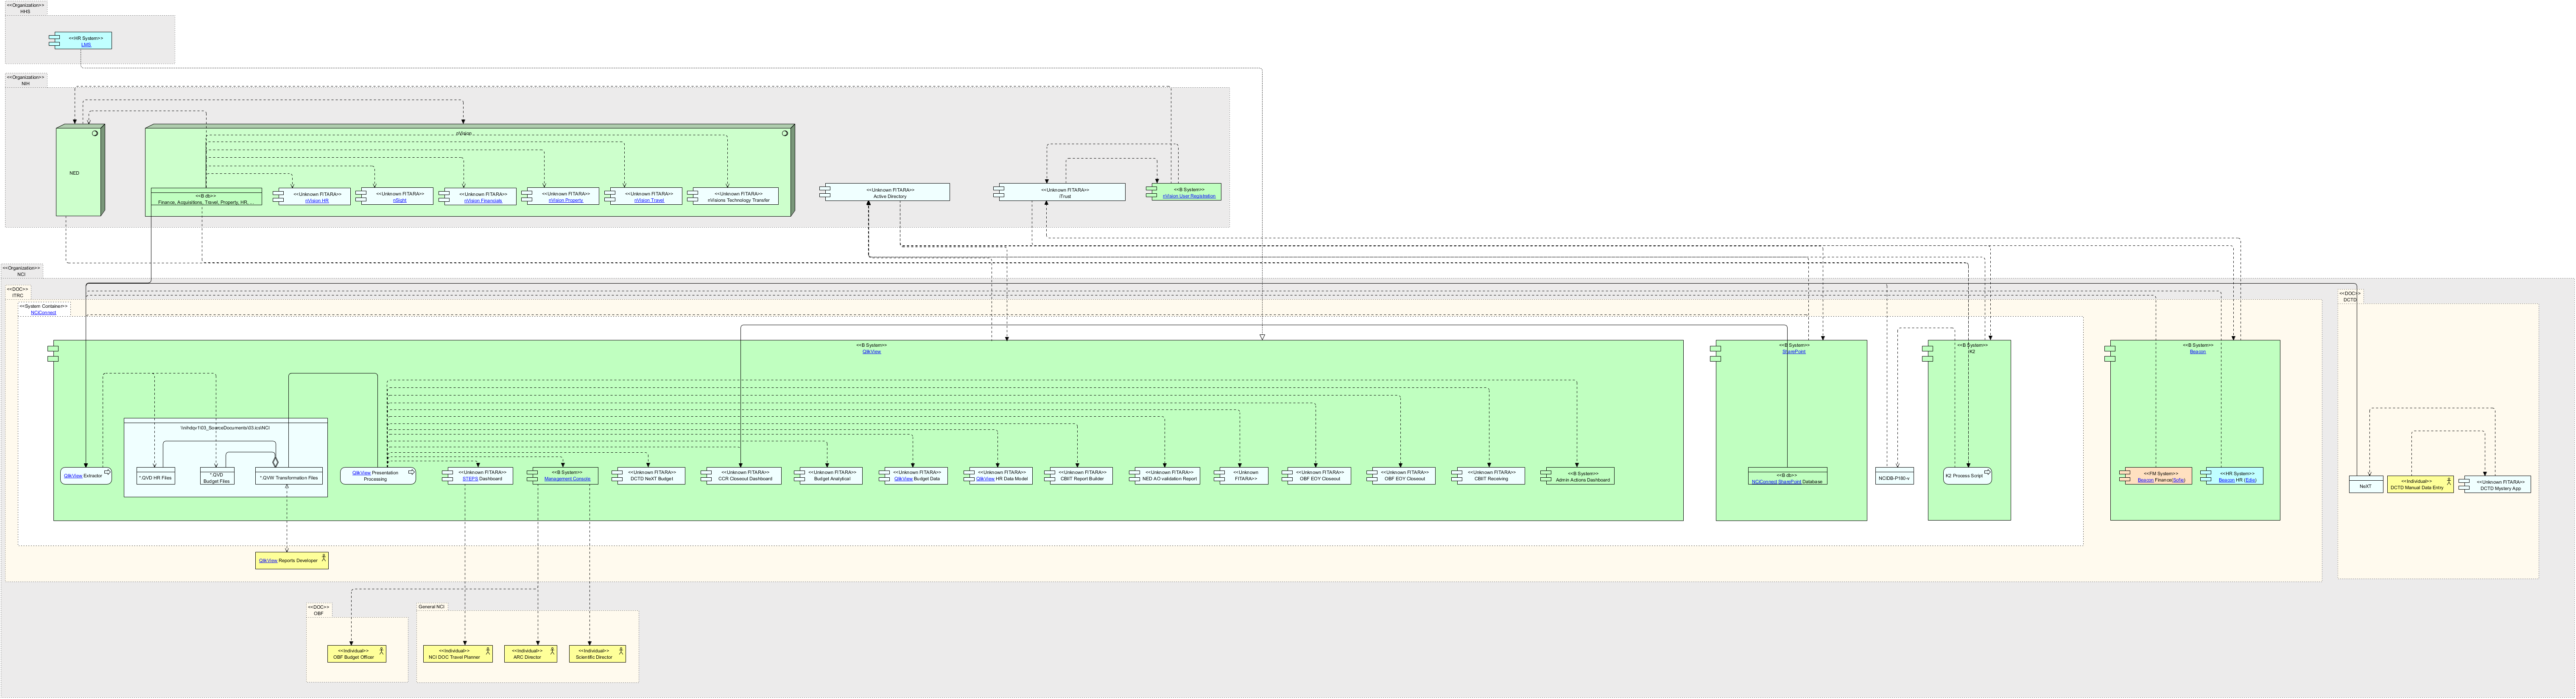 <<Organization>>
HHS
<<HR System>>
LMS
<<Organization>>
NIH
NED
nVision
<<B db>>
Finance, Acquisitions, Travel, Property, HR, ...
<<Unknown FITARA>>
nVision HR
<<Unknown FITARA>>
nSight
<<Unknown FITARA>>
nVision Financials
<<Unknown FITARA>>
nVision Property
<<Unknown FITARA>>
nVision Travel
<<Unknown FITARA>>
nVisions Technology Transfer
<<Unknown FITARA>>
Active Directory
<<Unknown FITARA>>
iTrust
<<B System>>
nVision User Registration
<<Organization>>
NCI
<<DOC>>
ITRC
<<System Container>>
NCIConnect
<<B System>>
QlikView
QlikView Extractor
*.QVD HR Files
*.QVD
Budget Files
*.QVW Transformation Files
QlikView Presentation
Processing
<<Unknown FITARA>>
STEPS Dashboard
<<B System>>
Management Console
<<Unknown FITARA>>
DCTD NeXT Budget
<<Unknown FITARA>>
CCR Closeout Dashboard
<<Unknown FITARA>>
Budget Analytical
<<Unknown FITARA>>
QlikView Budget Data
<<Unknown FITARA>>
QlikView HR Data Model
<<Unknown FITARA>>
CBIIT Report Builder
<<Unknown FITARA>>
NED AO validation Report
<<Unknown
FITARA>>
<<Unknown FITARA>>
OBF EOY Closeout
<<Unknown FITARA>>
OBF EOY Closeout
<<Unknown FITARA>>
CBIIT Receiving
<<B System>>
Admin Actions Dashboard
<<B System>>
SharePoint
<<B db>>
NCIConnect SharePoint Database
NCIDB-P180-v
<<B System>>
K2
K2 Process Script
<<B System>>
Beacon
<<FM System>>
Beacon Finance(Sofie)
<<HR System>>
Beacon HR (Edie)
<<DOC>>
DCTD
NeXT
<<Individual>>
DCTD Manual Data Entry
<<Unknown FITARA>>
DCTD Mystery App
QlikView Reports Developer
<<DOC>>
OBF
<<Individual>>
OBF Budget Officer
General NCI
<<Individual>>
NCI DOC Travel Planner
<<Individual>>
ARC Director
<<Individual>>
Scientific Director